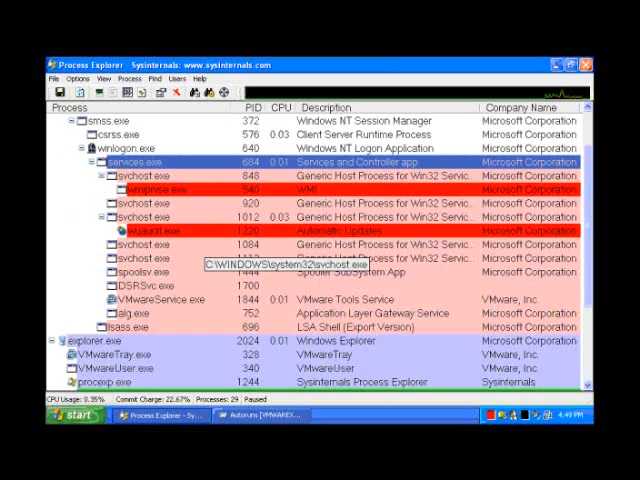 Process Explorer - Sysinternals: www.sysinternals.com
File Options View Process Find Users Help
Process PID CPU Description Company Name
smss.exe 372 Windows NT Session Manager Microsoft Corporation
csrss.exe 576 0.03 Client Server Runtime Process Microsoft Corporation
winlogon.exe 640 Windows NT Logon Application Microsoft Corporation
services.exe 684 0.01 Services and Controller app Microsoft Corporation
svchost.exe 848 Generic Host Process for Win32 Servic... Microsoft Corporation
wmiprvse.exe 540 WMI Microsoft Corporation
svchost.exe 920 Generic Host Process for Win32 Servic... Microsoft Corporation
svchost.exe 1012 0.03 Generic Host Process for Win32 Servic... Microsoft Corporation
wuauclt.exe 1220 Automatic Updates Microsoft Corporation
svchost.exe 1084 Generic Host Process for Win32 Servic... Microsoft Corporation
svchost.exe Generic Host Process for Win32 Servic... Microsoft Corporation
C:\WINDOWS\system32\svchost.exe
spoolsv.exe 1444 Spooler SubSystem App Microsoft Corporation
DSRSvc.exe 1700
VMwareService.exe 1844 0.01 VMware Tools Service VMware, Inc.
alg.exe 752 Application Layer Gateway Service Microsoft Corporation
lsass.exe 696 LSA Shell (Export Version) Microsoft Corporation
explorer.exe 2024 0.01 Windows Explorer Microsoft Corporation
VMwareTray.exe 328 VMwareTray VMware, Inc.
VMwareUser.exe 340 VMwareUser VMware, Inc.
procexp.exe 1244 Sysinternals Process Explorer Sysinternals
CPU Usage: 0.35% Commit Charge: 22.67% Processes: 29 Paused
start Process Explorer - Sy... Autoruns [VMWAREX... 4:49 PM